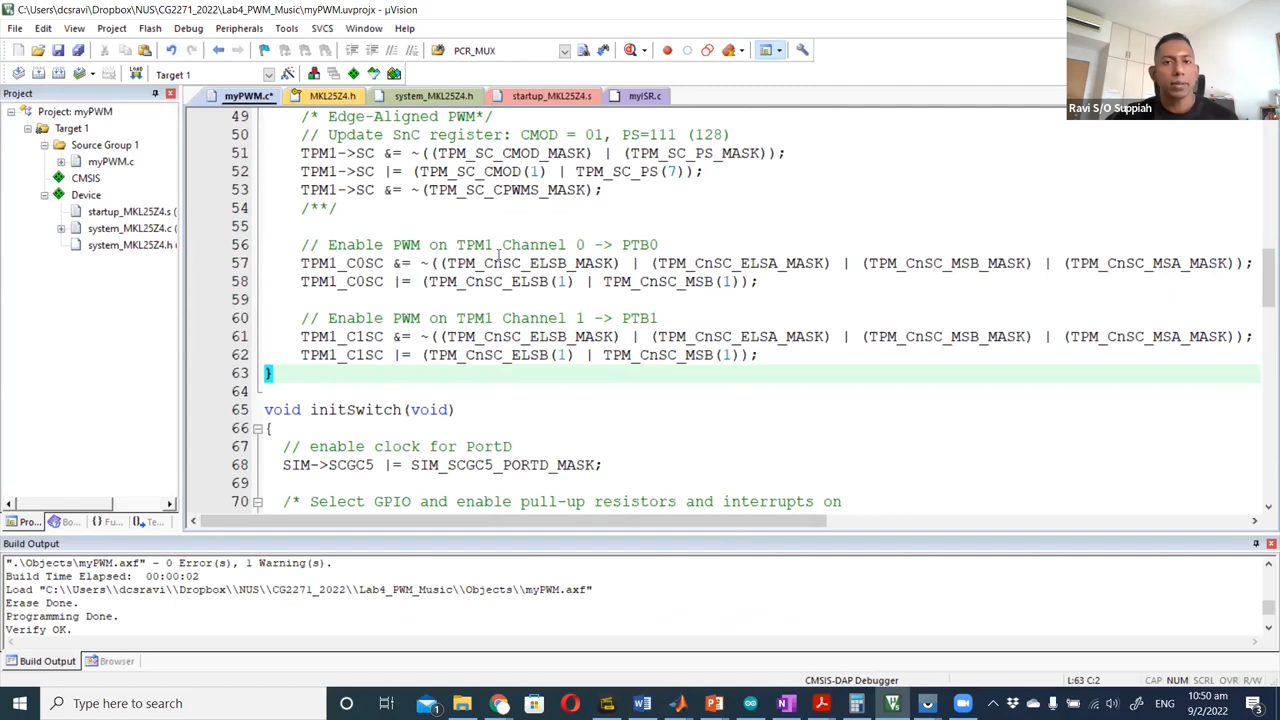 C:\Users\dcsravi\Dropbox\NUS\CG2271_2022\Lab4_PWM_Music\myPWM.uvprojx - µVision
File Edit View Project Flash Debug Peripherals Tools SVCS Window Help
PCR_MUX
Target 1
Ravi S/O Suppiah
Project
myPWM.c* MKL25Z4.h system_MKL25Z4.h startup_MKL25Z4.s myISR.c
Project: myPWM
Target 1
Source Group 1
myPWM.c
CMSIS
Device
startup_MKL25Z4.s (
system_MKL25Z4.c (
system_MKL25Z4.h (
49 /* Edge-Aligned PWM*/
50 // Update SnC register: CMOD = 01, PS=111 (128)
51 TPM1->SC &= ~((TPM_SC_CMOD_MASK) | (TPM_SC_PS_MASK));
52 TPM1->SC |= (TPM_SC_CMOD(1) | TPM_SC_PS(7));
53 TPM1->SC &= ~(TPM_SC_CPWMS_MASK);
54 /**/
55
56 // Enable PWM on TPM1 Channel 0 -> PTB0
57 TPM1_C0SC &= ~((TPM_CnSC_ELSB_MASK) | (TPM_CnSC_ELSA_MASK) | (TPM_CnSC_MSB_MASK) | (TPM_CnSC_MSA_MASK));
58 TPM1_C0SC |= (TPM_CnSC_ELSB(1) | TPM_CnSC_MSB(1));
59
60 // Enable PWM on TPM1 Channel 1 -> PTB1
61 TPM1_C1SC &= ~((TPM_CnSC_ELSB_MASK) | (TPM_CnSC_ELSA_MASK) | (TPM_CnSC_MSB_MASK) | (TPM_CnSC_MSA_MASK));
62 TPM1_C1SC |= (TPM_CnSC_ELSB(1) | TPM_CnSC_MSB(1));
63 }
64
65 void initSwitch(void)
66 {
67 // enable clock for PortD
68 SIM->SCGC5 |= SIM_SCGC5_PORTD_MASK;
69
70 /* Select GPIO and enable pull-up resistors and interrupts on
Pro... Bo... {} Fu... Te...
Build Output
".\Objects\myPWM.axf" - 0 Error(s), 1 Warning(s).
Build Time Elapsed: 00:00:02
Load "C:\\Users\\dcsravi\\Dropbox\\NUS\\CG2271_2022\\Lab4_PWM_Music\\Objects\\myPWM.axf"
Erase Done.
Programming Done.
Verify OK.
Build Output Browser
CMSIS-DAP Debugger L:63 C:2 CAP NUM SCRL OVR R/W
Type here to search
ENG
10:50 am
9/2/2022